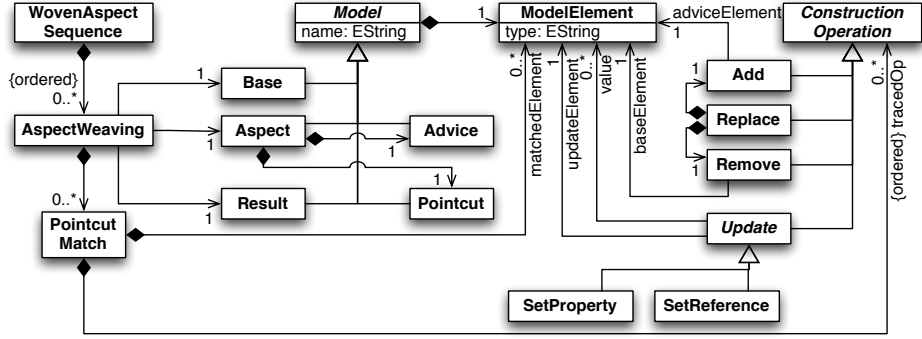 WovenAspect
Sequence
Model
name: EString
1
ModelElement
type: EString
adviceElement
1
Construction
Operation
{ordered}
0..*
1
Base
0..*
matchedElement
1
updateElement
0..*
value
1
baseElement
1
Add
0..*
{ordered} tracedOp
AspectWeaving
1
Aspect
1
Advice
Replace
1
Remove
0..*
1
Result
1
Pointcut
Pointcut
Match
Update
SetProperty
SetReference